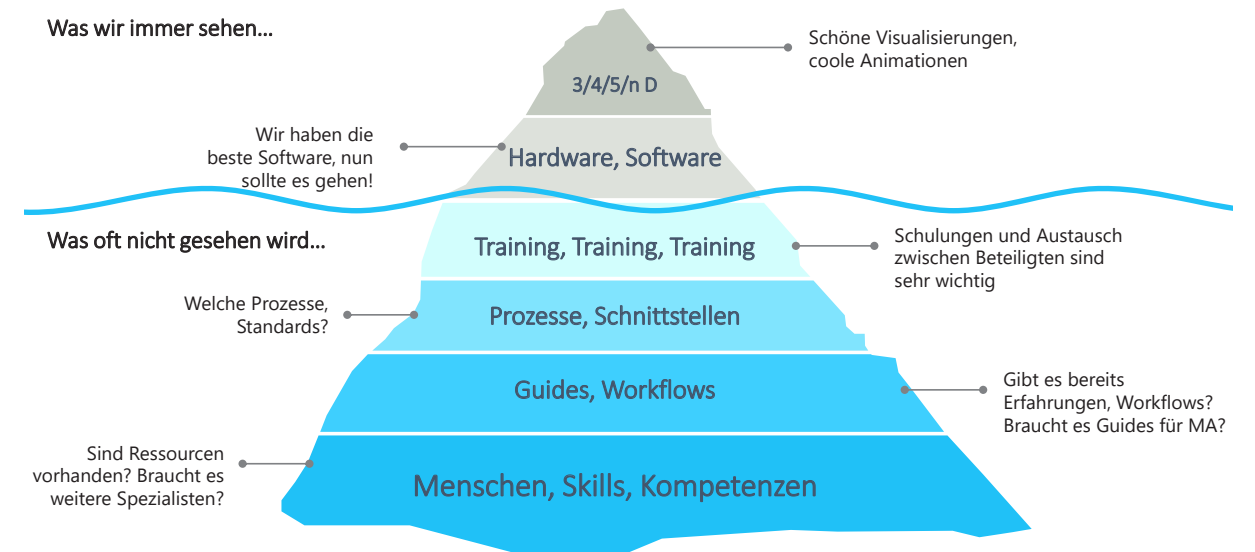 Was wir immer sehen...
Schöne Visualisierungen,
coole Animationen
3/4/5/n D
Wir haben die
beste Software, nun
sollte es gehen!
Hardware, Software
Was oft nicht gesehen wird...
Training, Training, Training
Schulungen und Austausch
zwischen Beteiligten sind
sehr wichtig
Welche Prozesse,
Standards?
Prozesse, Schnittstellen
Guides, Workflows
Gibt es bereits
Erfahrungen, Workflows?
Braucht es Guides für MA?
Sind Ressourcen
vorhanden? Braucht es
weitere Spezialisten?
Menschen, Skills, Kompetenzen